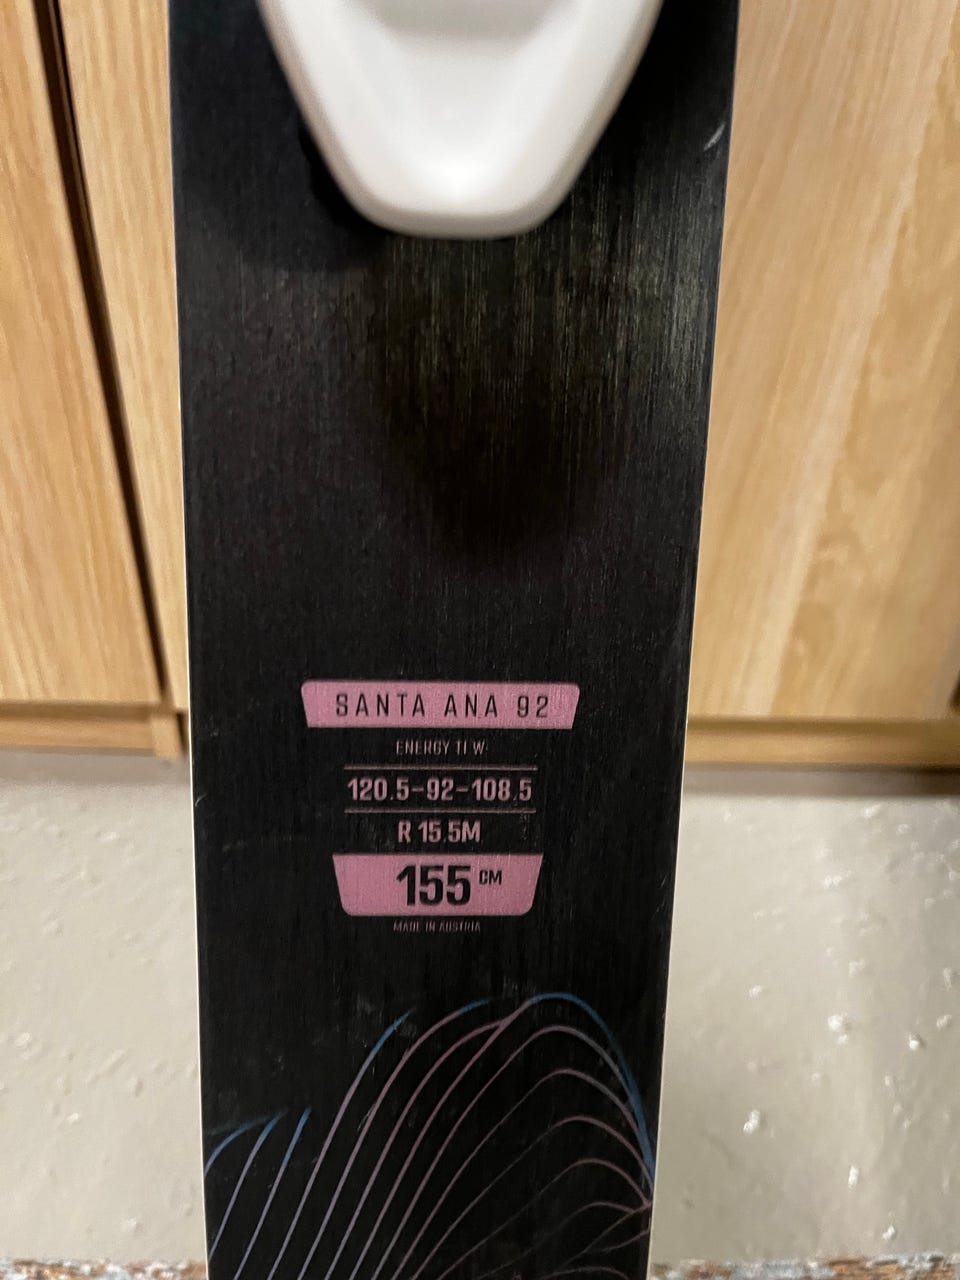 SANTA ANA 92
ENERGY TI W
120.5-92-108.5
R 15.5M
155 CM
MADE IN AUSTRIA